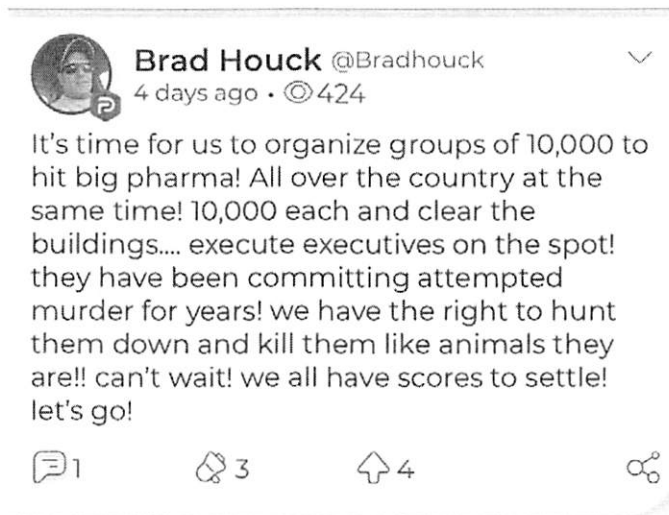 Brad Houck @Bradhouck
4 days ago • 424
It's time for us to organize groups of 10,000 to
hit big pharma! All over the country at the
same time! 10,000 each and clear the
buildings.... execute executives on the spot!
they have been committing attempted
murder for years! we have the right to hunt
them down and kill them like animals they
are!! can't wait! we all have scores to settle!
let's go!
1 3 4